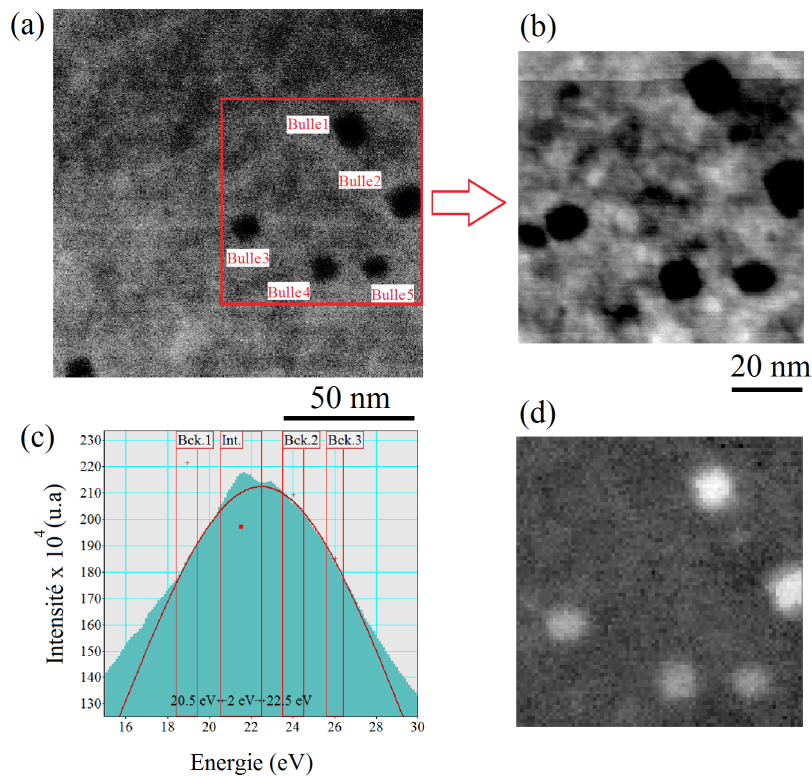 (a)
(b)
Bulle1
Bulle2
Bulle3
Bulle4
Bulle5
50 nm
20 nm
(c)
(d)
Bck.1 Int. Bck.2 Bck.3
230
220
210
200
190
180
170
160
150
140
130
Intensité x 10⁴ (u.a)
20.5 eV+-2 eV-+22.5 eV
16 18 20 22 24 26 28 30
Energie (eV)